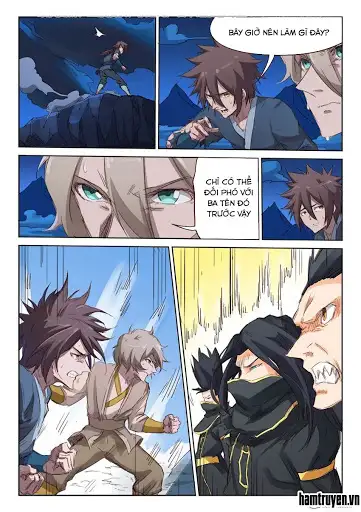 BÂY GIỜ NÊN LÀM GÌ ĐÂY?
CHỈ CÓ THỂ
ĐỐI PHÓ VỚI
BA TÊN ĐÓ
TRƯỚC VẬY
hamtruyen.vn